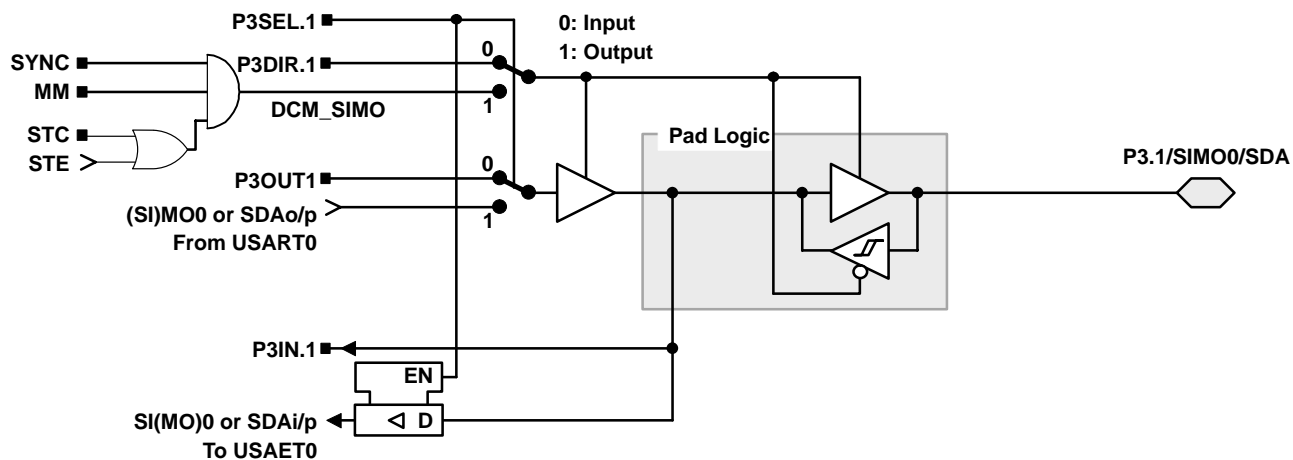 P3SEL.1
0: Input
1: Output
SYNC
P3DIR.1
0
MM
1
DCM_SIMO
STC
STE
Pad Logic
P3.1/SIMO0/SDA
P3OUT1
0
(SI)MO0 or SDAo/p
1
From USART0
P3IN.1
EN
SI(MO)0 or SDAi/p
D
To USAET0